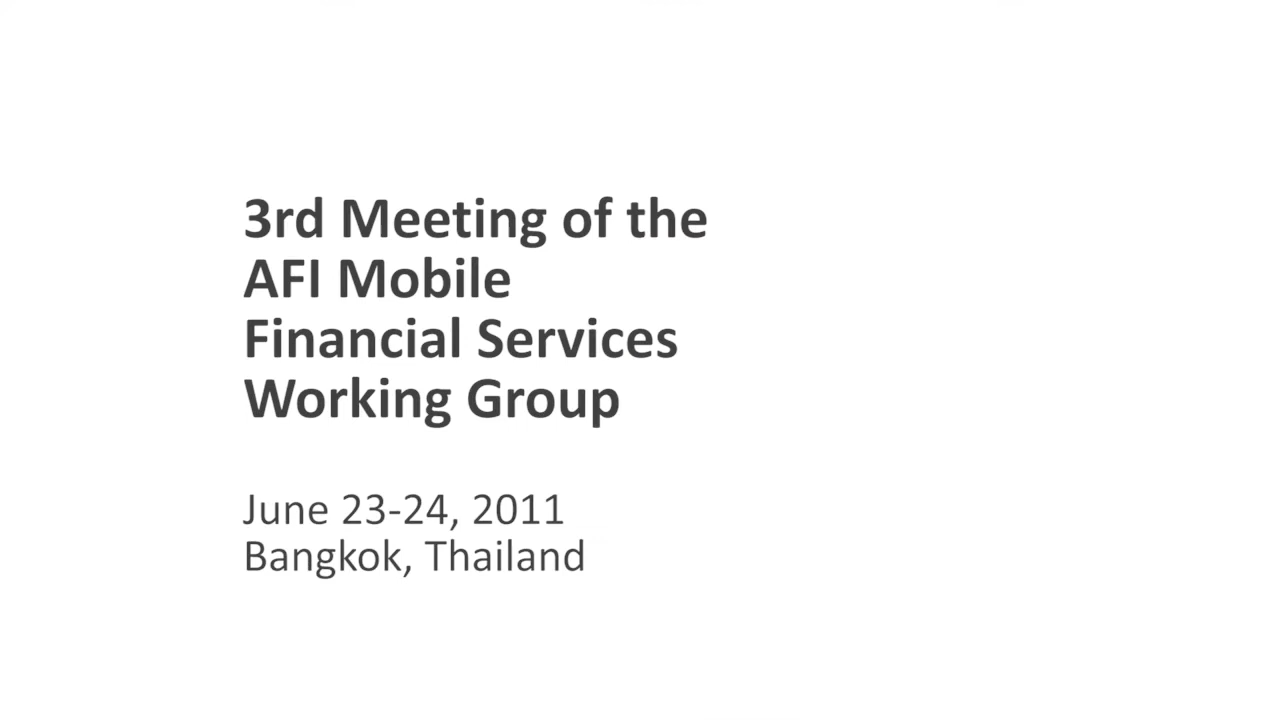 3rd Meeting of the
AFI Mobile
Financial Services
Working Group
June 23-24, 2011
Bangkok, Thailand